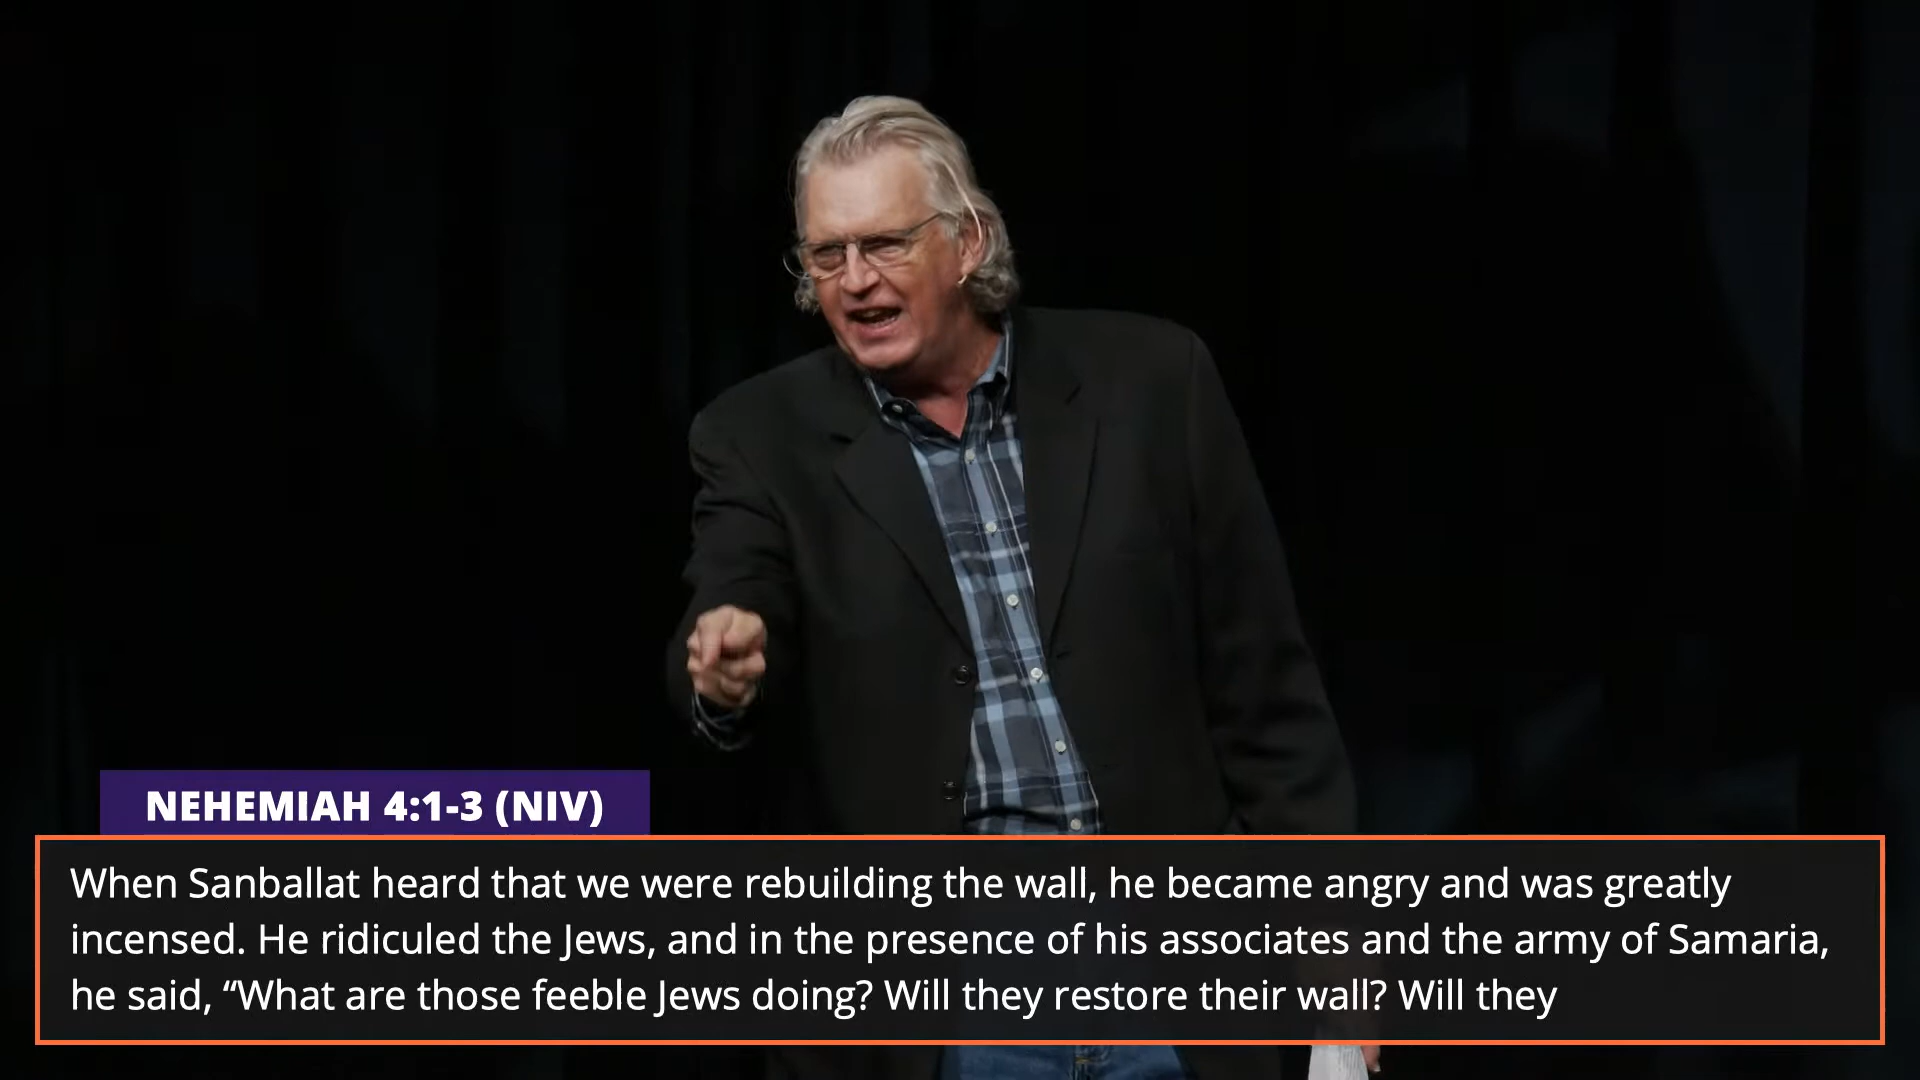 NEHEMIAH 4:1-3 (NIV)
When Sanballat heard that we were rebuilding the wall, he became angry and was greatly
incensed. He ridiculed the Jews, and in the presence of his associates and the army of Samaria,
he said, “What are those feeble Jews doing? Will they restore their wall? Will they